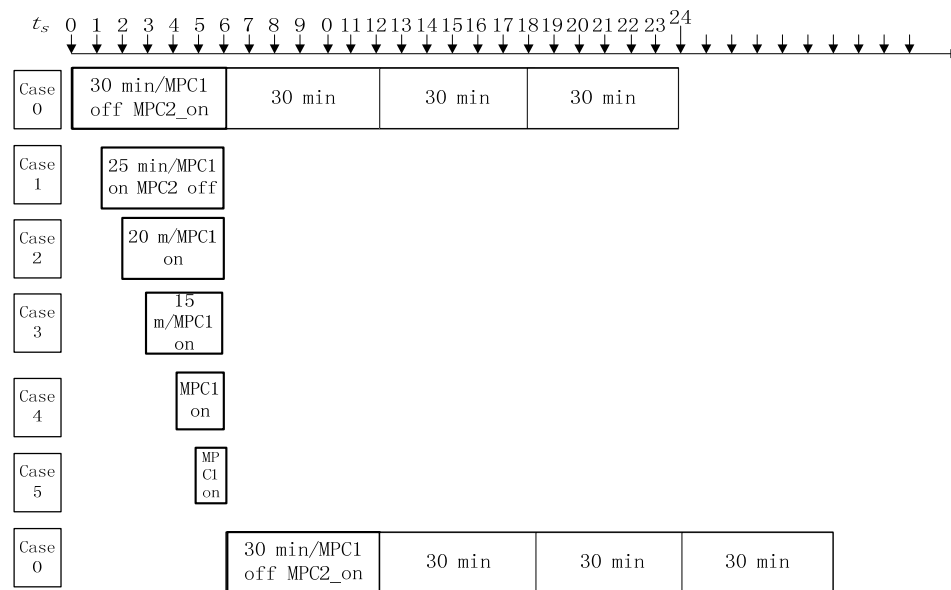 t_s 0 1 2 3 4 5 6 7 8 9 0 11 12 13 14 15 16 17 18 19 20 21 22 23 24
Case
0
30 min/MPC1
off MPC2_on
30 min
30 min
30 min
Case
1
25 min/MPC1
on MPC2 off
Case
2
20 m/MPC1
on
Case
3
15
m/MPC1
on
Case
4
MPC1
on
Case
5
MP
C1
on
Case
0
30 min/MPC1
off MPC2_on
30 min
30 min
30 min